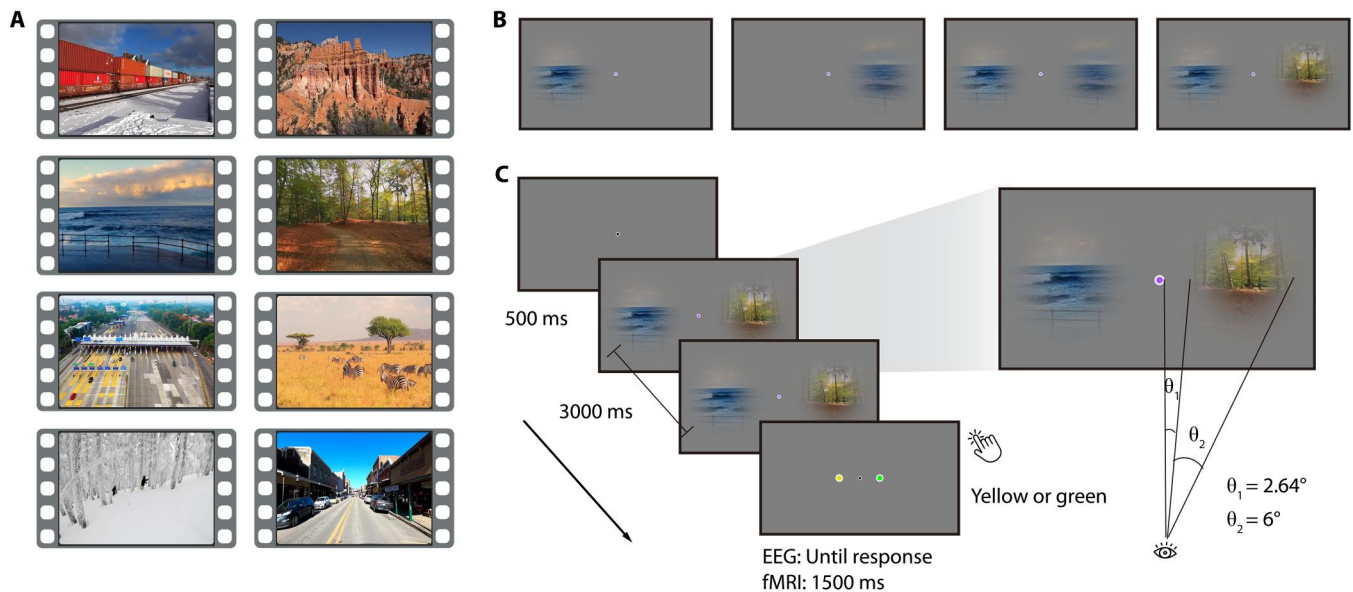 A
B
C
500 ms
3000 ms
Yellow or green
EEG: Until response
fMRI: 1500 ms
θ1
θ2
θ1 = 2.64°
θ2 = 6°